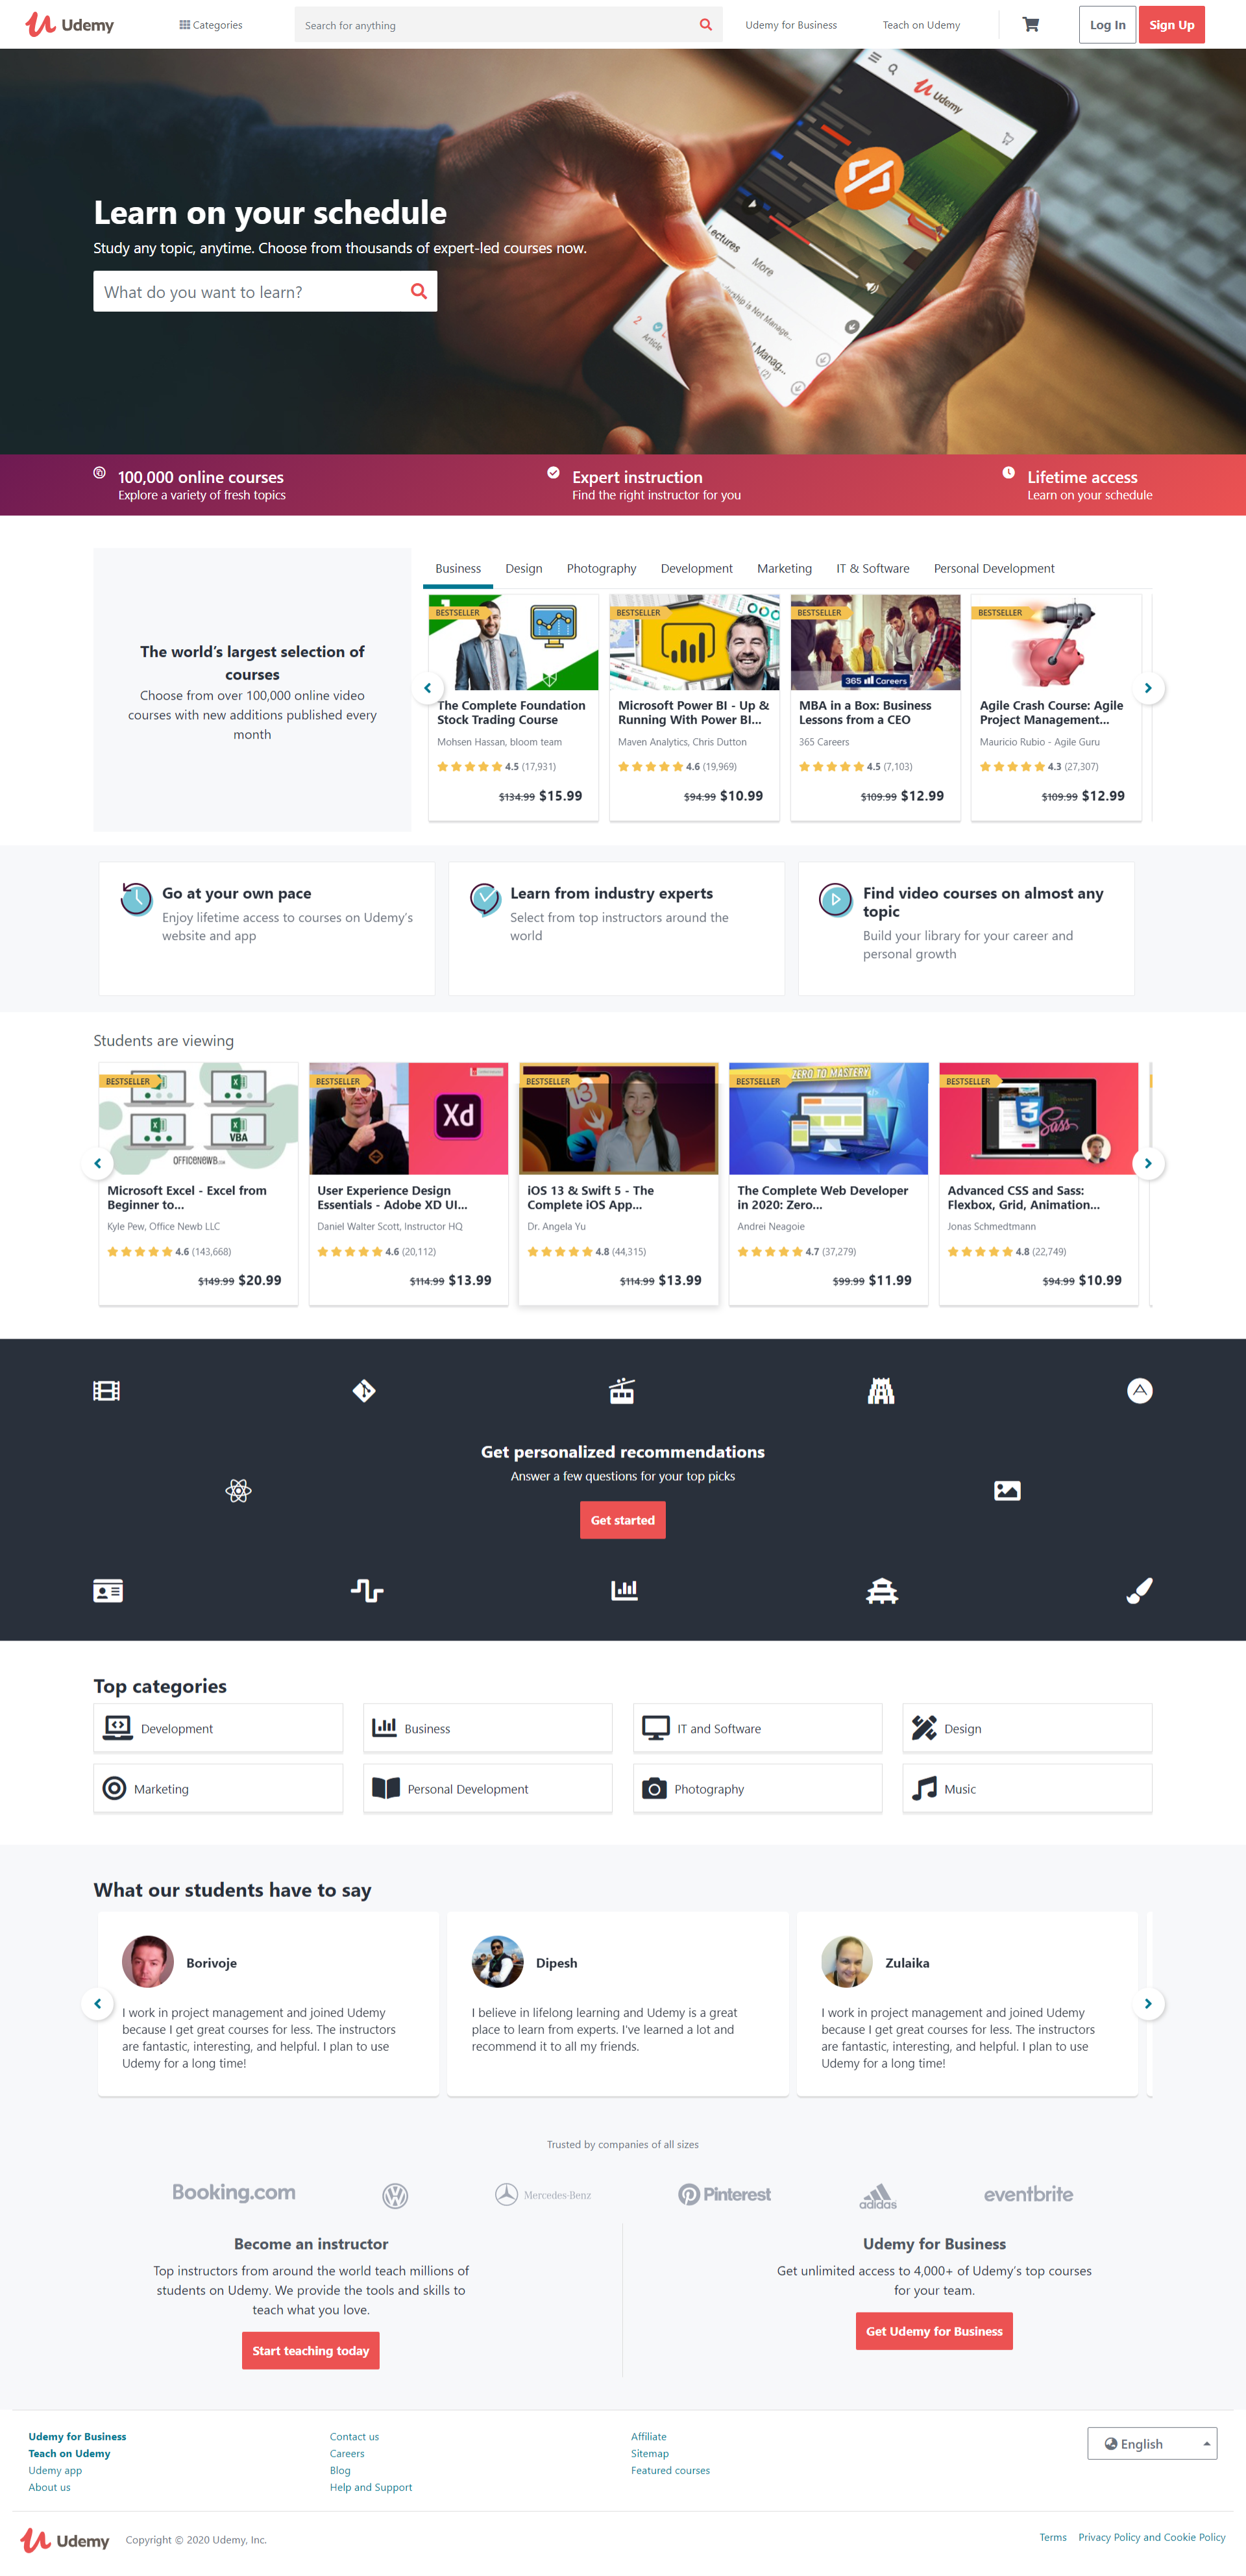 Udemy
Categories
Search for anything
Udemy for Business
Teach on Udemy
Log In
Sign Up
Udemy
Lectures
More
Learn on your schedule
Study any topic, anytime. Choose from thousands of expert-led courses now.
What do you want to learn?
Article
100,000 online courses
Explore a variety of fresh topics
Expert instruction
Find the right instructor for you
Lifetime access
Learn on your schedule
Business
Design
Photography
Development
Marketing
IT & Software
Personal Development
The world's largest selection of
courses
Choose from over 100,000 online video
courses with new additions published every
month
BESTSELLER
The Complete Foundation
Stock Trading Course
Mohsen Hassan, bloom team
4.5 (17,931)
$134.99 $15.99
BESTSELLER
Microsoft Power BI - Up &
Running With Power BI...
Maven Analytics, Chris Dutton
4.6 (19,969)
$94.99 $10.99
BESTSELLER
365 Careers
MBA in a Box: Business
Lessons from a CEO
365 Careers
4.5 (7,103)
$109.99 $12.99
BESTSELLER
Agile Crash Course: Agile
Project Management...
Mauricio Rubio - Agile Guru
4.3 (27,307)
$109.99 $12.99
Go at your own pace
Enjoy lifetime access to courses on Udemy's
website and app
Learn from industry experts
Select from top instructors around the
world
Find video courses on almost any
topic
Build your library for your career and
personal growth
Students are viewing
BESTSELLER
VBA
OFFICENEWB.COM
Microsoft Excel - Excel from
Beginner to...
Kyle Pew, Office Newb LLC
4.6 (143,668)
$149.99 $20.99
BESTSELLER
Xd
User Experience Design
Essentials - Adobe XD UI...
Daniel Walter Scott, Instructor HQ
4.6 (20,112)
$114.99 $13.99
BESTSELLER
13
iOS 13 & Swift 5 - The
Complete iOS App...
Dr. Angela Yu
4.8 (44,315)
$114.99 $13.99
BESTSELLER
ZERO TO MASTERY
The Complete Web Developer
in 2020: Zero...
Andrei Neagoie
4.7 (37,279)
$99.99 $11.99
BESTSELLER
Sass
Advanced CSS and Sass:
Flexbox, Grid, Animation...
Jonas Schmedtmann
4.8 (22,749)
$94.99 $10.99
Get personalized recommendations
Answer a few questions for your top picks
Get started
Top categories
Development
Business
IT and Software
Design
Marketing
Personal Development
Photography
Music
What our students have to say
Borivoje
I work in project management and joined Udemy
because I get great courses for less. The instructors
are fantastic, interesting, and helpful. I plan to use
Udemy for a long time!
Dipesh
I believe in lifelong learning and Udemy is a great
place to learn from experts. I've learned a lot and
recommend it to all my friends.
Zulaika
I work in project management and joined Udemy
because I get great courses for less. The instructors
are fantastic, interesting, and helpful. I plan to use
Udemy for a long time!
Trusted by companies of all sizes
Booking.com
Mercedes-Benz
Pinterest
adidas
eventbrite
Become an instructor
Top instructors from around the world teach millions of
students on Udemy. We provide the tools and skills to
teach what you love.
Start teaching today
Udemy for Business
Get unlimited access to 4,000+ of Udemy's top courses
for your team.
Get Udemy for Business
Udemy for Business
Teach on Udemy
Udemy app
About us
Contact us
Careers
Blog
Help and Support
Affiliate
Sitemap
Featured courses
English
Udemy
Copyright © 2020 Udemy, Inc.
Terms
Privacy Policy and Cookie Policy